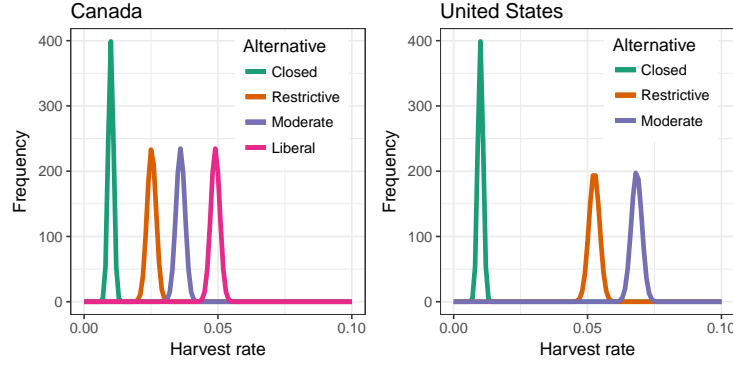 Canada
400
300
200
100
0
Frequency
Alternative
Closed
Restrictive
Moderate
Liberal
0.00
0.05
0.10
Harvest rate
United States
400
300
200
100
0
Frequency
Alternative
Closed
Restrictive
Moderate
0.00
0.05
0.10
Harvest rate